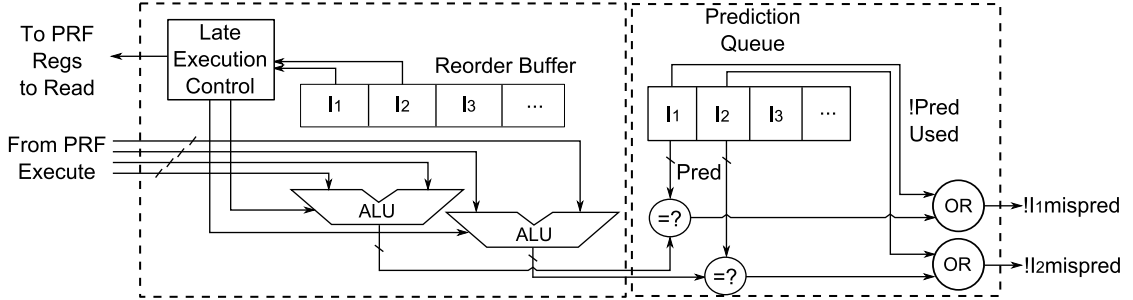 To PRF
Regs
to Read
Late
Execution
Control
Reorder Buffer
I1 I2 I3 ...
From PRF
Execute
ALU
ALU
Prediction
Queue
I1 I2 I3 ...
!Pred
Used
Pred
=?
=?
OR
!I1mispred
OR
!I2mispred